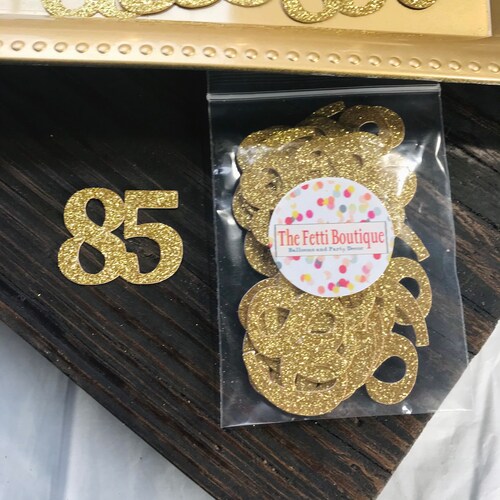 85
The Fetti Boutique
Balloons and Party Decor